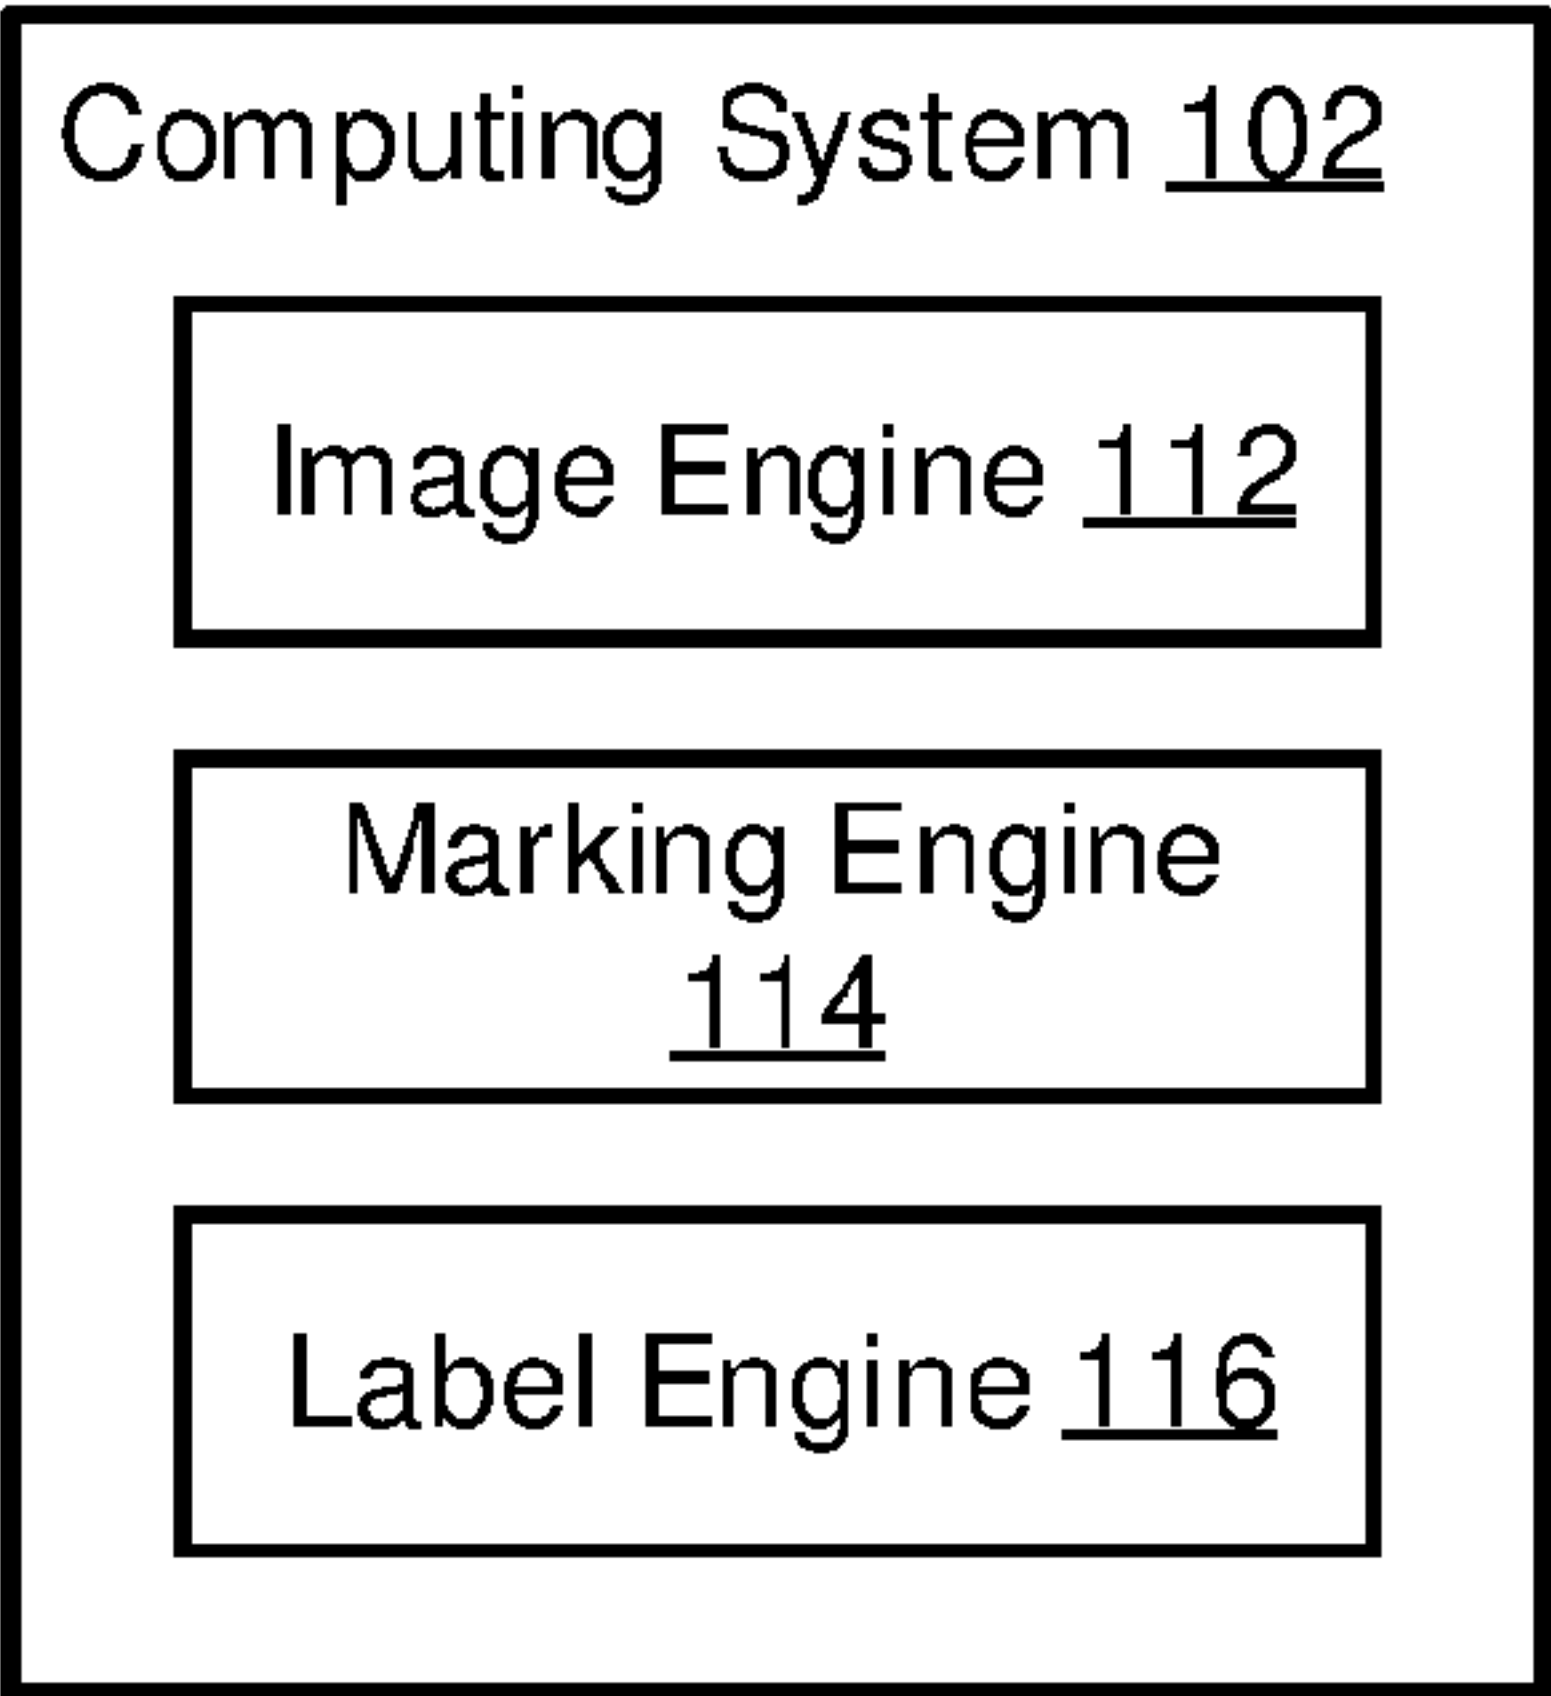 Computing System 102
Image Engine 112
Marking Engine
114
Label Engine 116